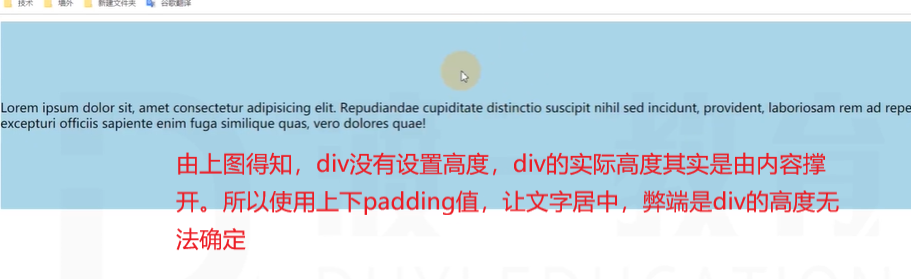 技术 墙外 新建文件夹 谷歌翻译
Lorem ipsum dolor sit, amet consectetur adipisicing elit. Repudiandae cupiditate distinctio suscipit nihil sed incidunt, provident, laboriosam rem ad repe
excepturi officiis sapiente enim fuga similique quas, vero dolores quae!
由上图得知，div没有设置高度，div的实际高度其实是由内容撑
开。所以使用上下padding值，让文字居中，弊端是div的高度无
法确定
DUYI EDUCATION